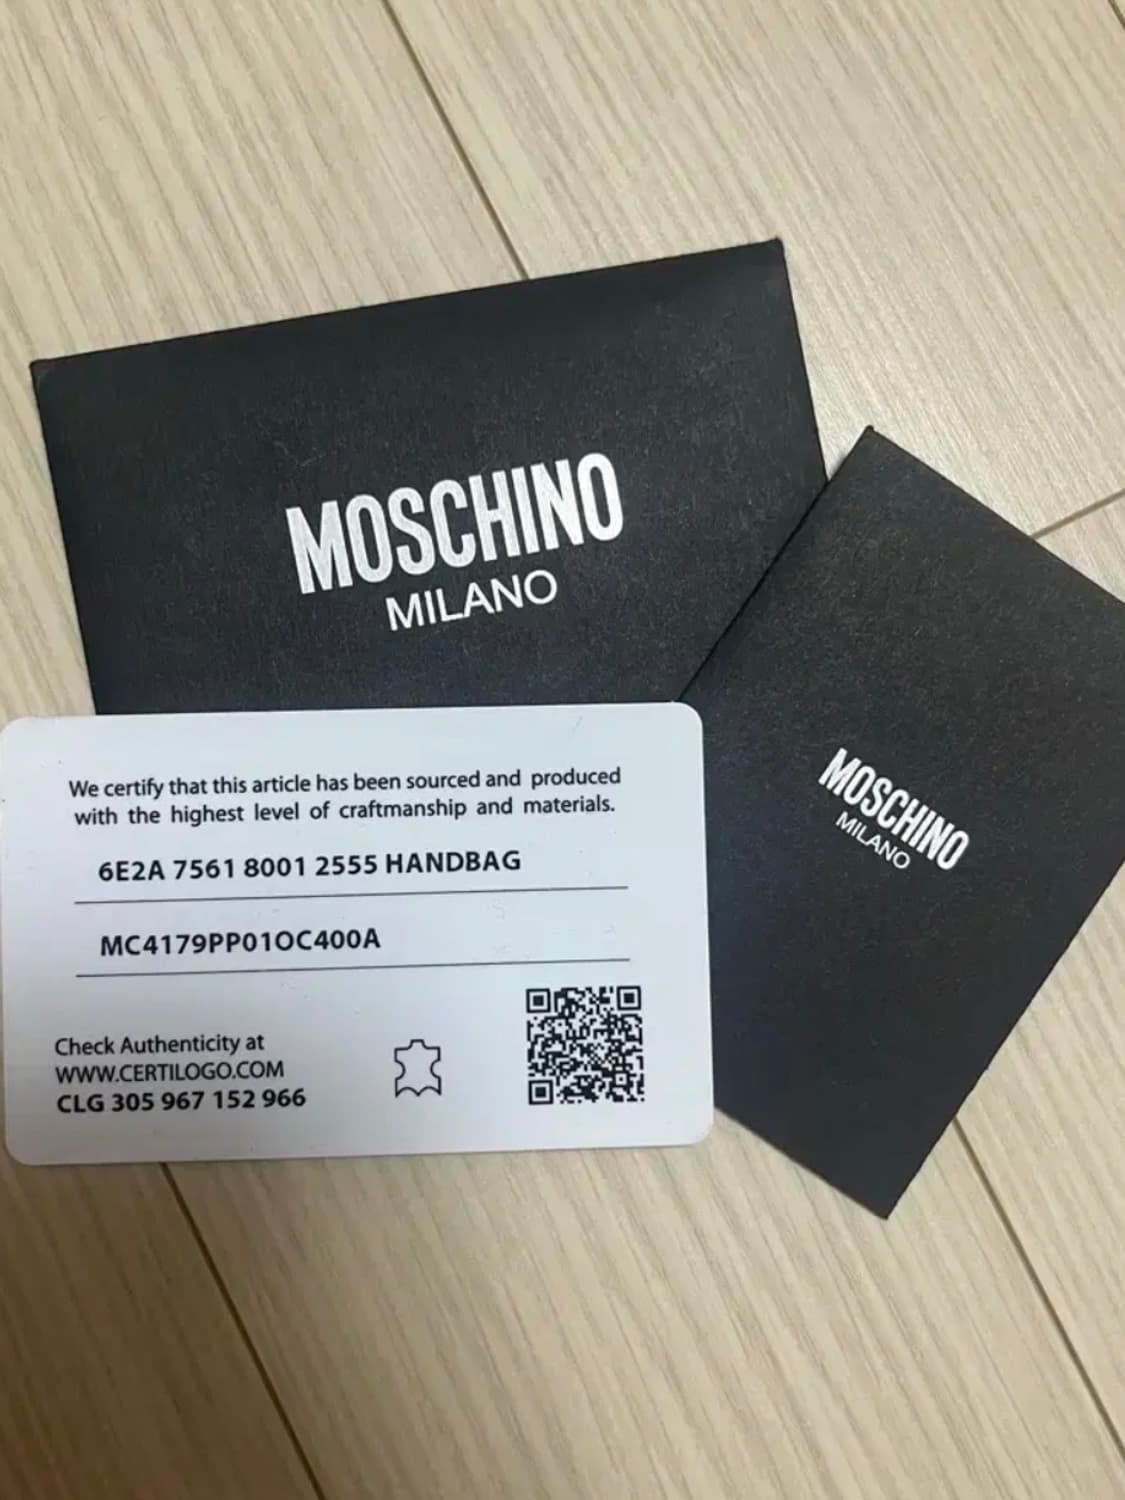 MOSCHINO
MILANO
MOSCHINO
MILANO
We certify that this article has been sourced and produced
with the highest level of craftmanship and materials.
6E2A 7561 8001 2555 HANDBAG
MC4179PP01OC400A
Check Authenticity at
WWW.CERTILOGO.COM
CLG 305 967 152 966